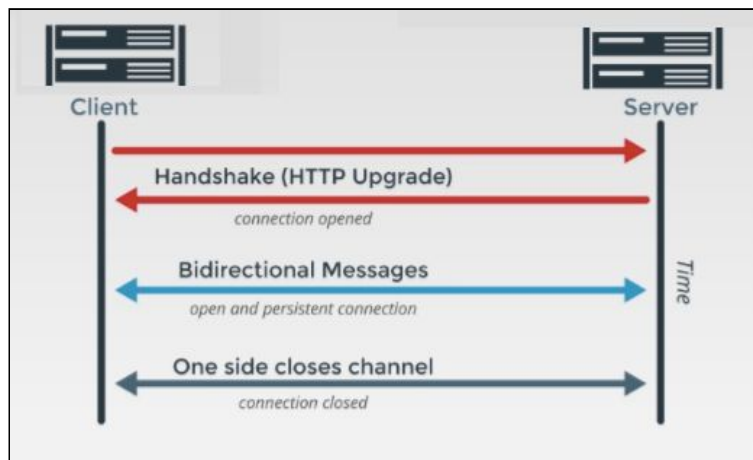 Client
Server
Handshake (HTTP Upgrade)
connection opened
Bidirectional Messages
open and persistent connection
Time
One side closes channel
connection closed